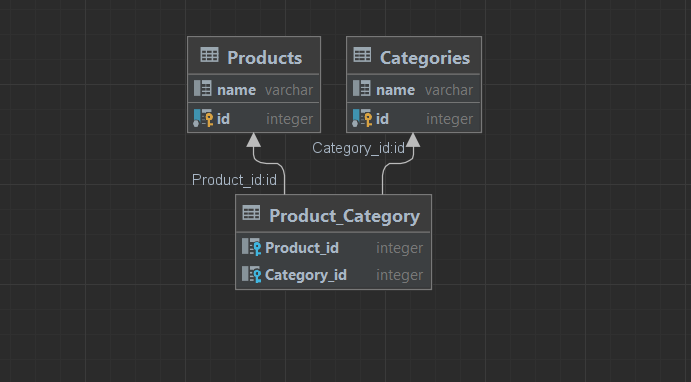 Products
name varchar
id integer
Categories
name varchar
id integer
Category_id:id
Product_id:id
Product_Category
Product_id integer
Category_id integer